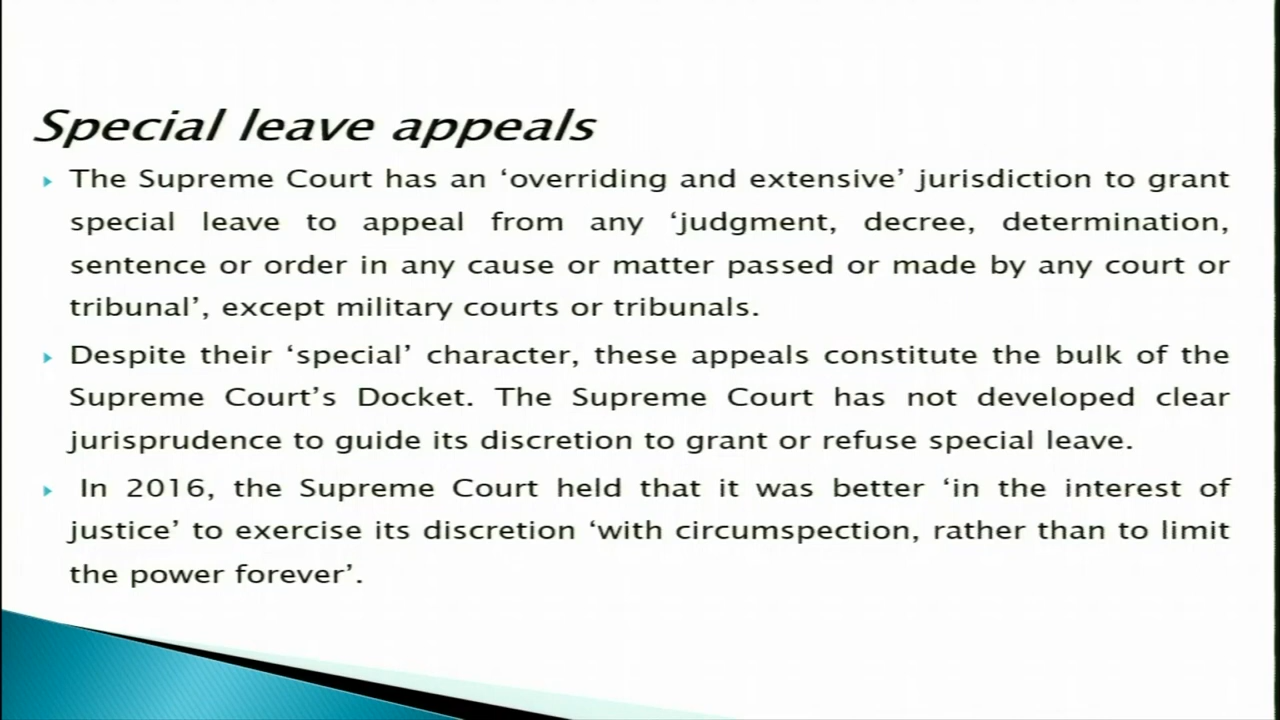 Special leave appeals
The Supreme Court has an ‘overriding and extensive’ jurisdiction to grant
special leave to appeal from any ‘judgment, decree, determination,
sentence or order in any cause or matter passed or made by any court or
tribunal’, except military courts or tribunals.
Despite their ‘special’ character, these appeals constitute the bulk of the
Supreme Court’s Docket. The Supreme Court has not developed clear
jurisprudence to guide its discretion to grant or refuse special leave.
In 2016, the Supreme Court held that it was better ‘in the interest of
justice’ to exercise its discretion ‘with circumspection, rather than to limit
the power forever’.